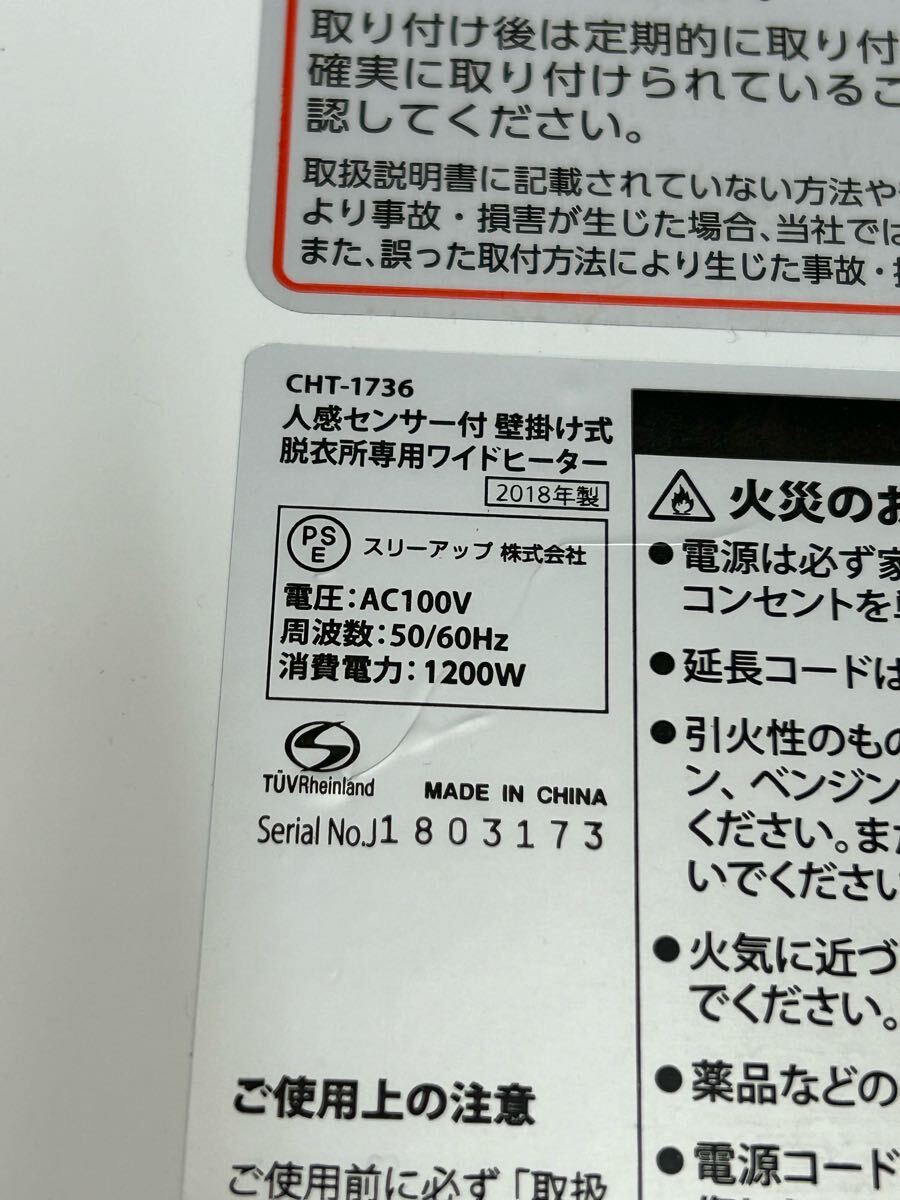 取り付け後は定期的に取り付
確実に取り付けられているこ
認してください。
取扱説明書に記載されていない方法や
より事故・損害が生じた場合、当社では
また、誤った取付方法により生じた事故・
CHT-1736
人感センサー付 壁掛け式
脱衣所専用ワイドヒーター
2018年製
PSE スリーアップ 株式会社
電圧：AC100V
周波数：50/60Hz
消費電力：1200W
TÜVRheinland
MADE IN CHINA
Serial No.J1803173
ご使用上の注意
ご使用前に必ず「取扱
火災のお
●電源は必ず家
コンセントを
●延長コードは
●引火性のもの
ン、ベンジン
ください。また
いでください
●火気に近づ
でください。
●薬品などの
●電源コード